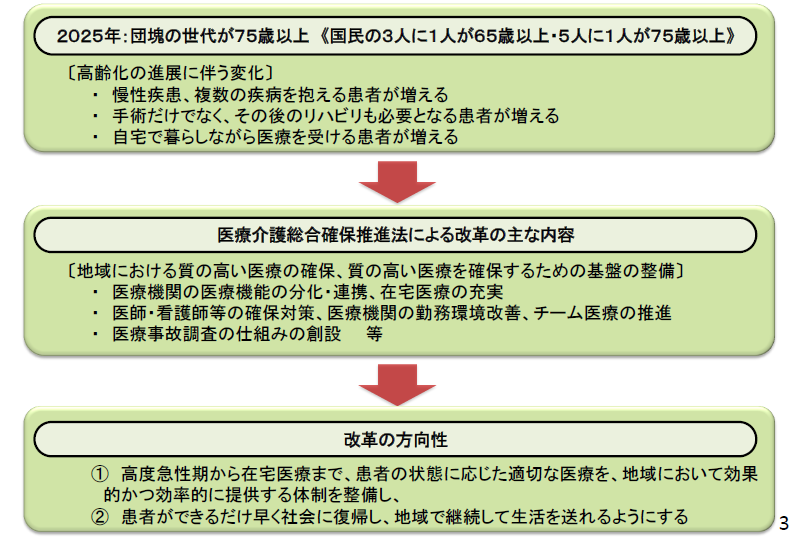 2025年：団塊の世代が75歳以上 《国民の3人に1人が65歳以上・5人に1人が75歳以上》
〔高齢化の進展に伴う変化〕
・ 慢性疾患、複数の疾病を抱える患者が増える
・ 手術だけでなく、その後のリハビリも必要となる患者が増える
・ 自宅で暮らしながら医療を受ける患者が増える
医療介護総合確保推進法による改革の主な内容
〔地域における質の高い医療の確保、質の高い医療を確保するための基盤の整備〕
・ 医療機関の医療機能の分化・連携、在宅医療の充実
・ 医師・看護師等の確保対策、医療機関の勤務環境改善、チーム医療の推進
・ 医療事故調査の仕組みの創設 等
改革の方向性
① 高度急性期から在宅医療まで、患者の状態に応じた適切な医療を、地域において効果
的かつ効率的に提供する体制を整備し、
② 患者ができるだけ早く社会に復帰し、地域で継続して生活を送れるようにする
3